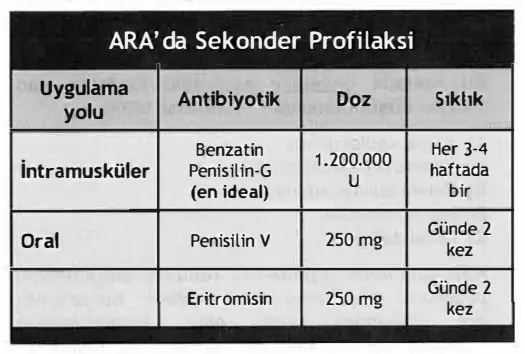 ARA'da Sekonder Profilaksi
Uygulama yolu Antibiyotik Doz Sıklık
İntramusküler Benzatin Penisilin-G (en ideal) 1.200.000 U Her 3-4 haftada bir
Oral Penisilin V 250 mg Günde 2 kez
Eritromisin 250 mg Günde 2 kez